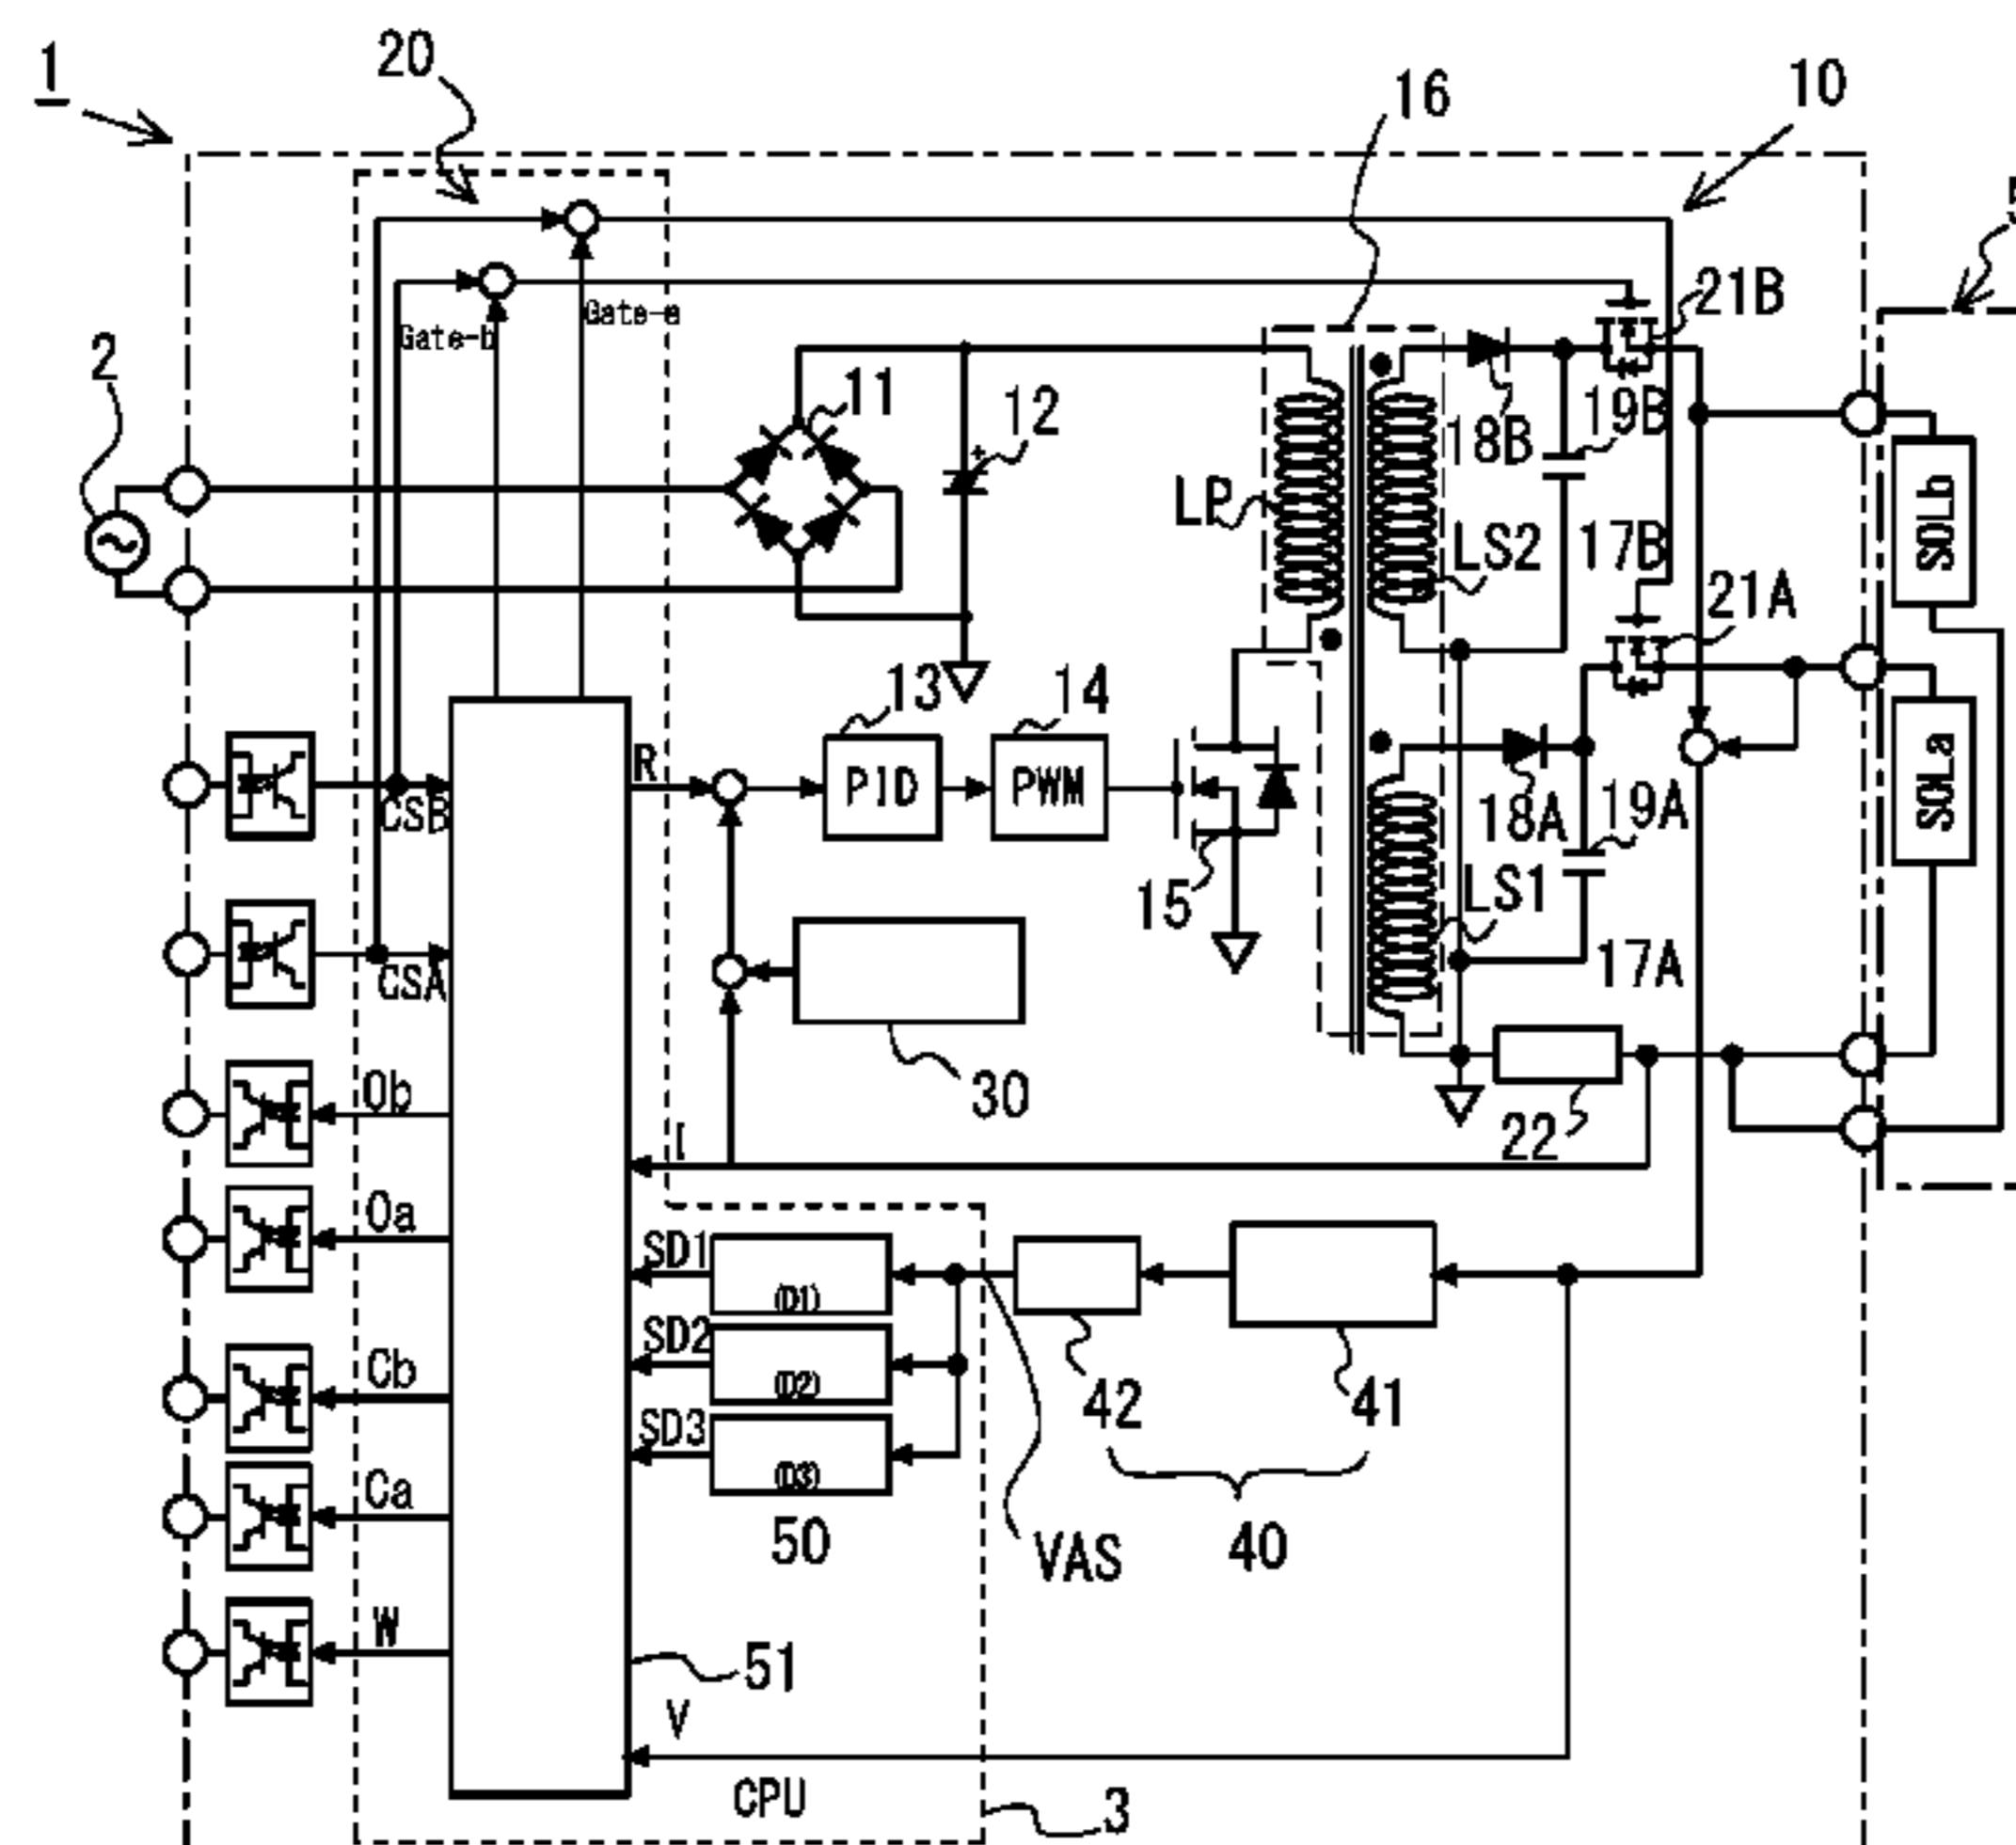 1
20
16
10
2
Gate-b
Gate-a
11
12
21B
18B
19B
LP
LS2
17B
21A
SOLb
13
14
R
PID
PWM
CSB
18A
19A
SOLa
15
LS1
CSA
17A
30
Ob
I
22
Oa
SD1
(D1)
SD2
(D2)
Cb
42
41
SD3
(D3)
Ca
50
VAS
40
W
51
V
CPU
3